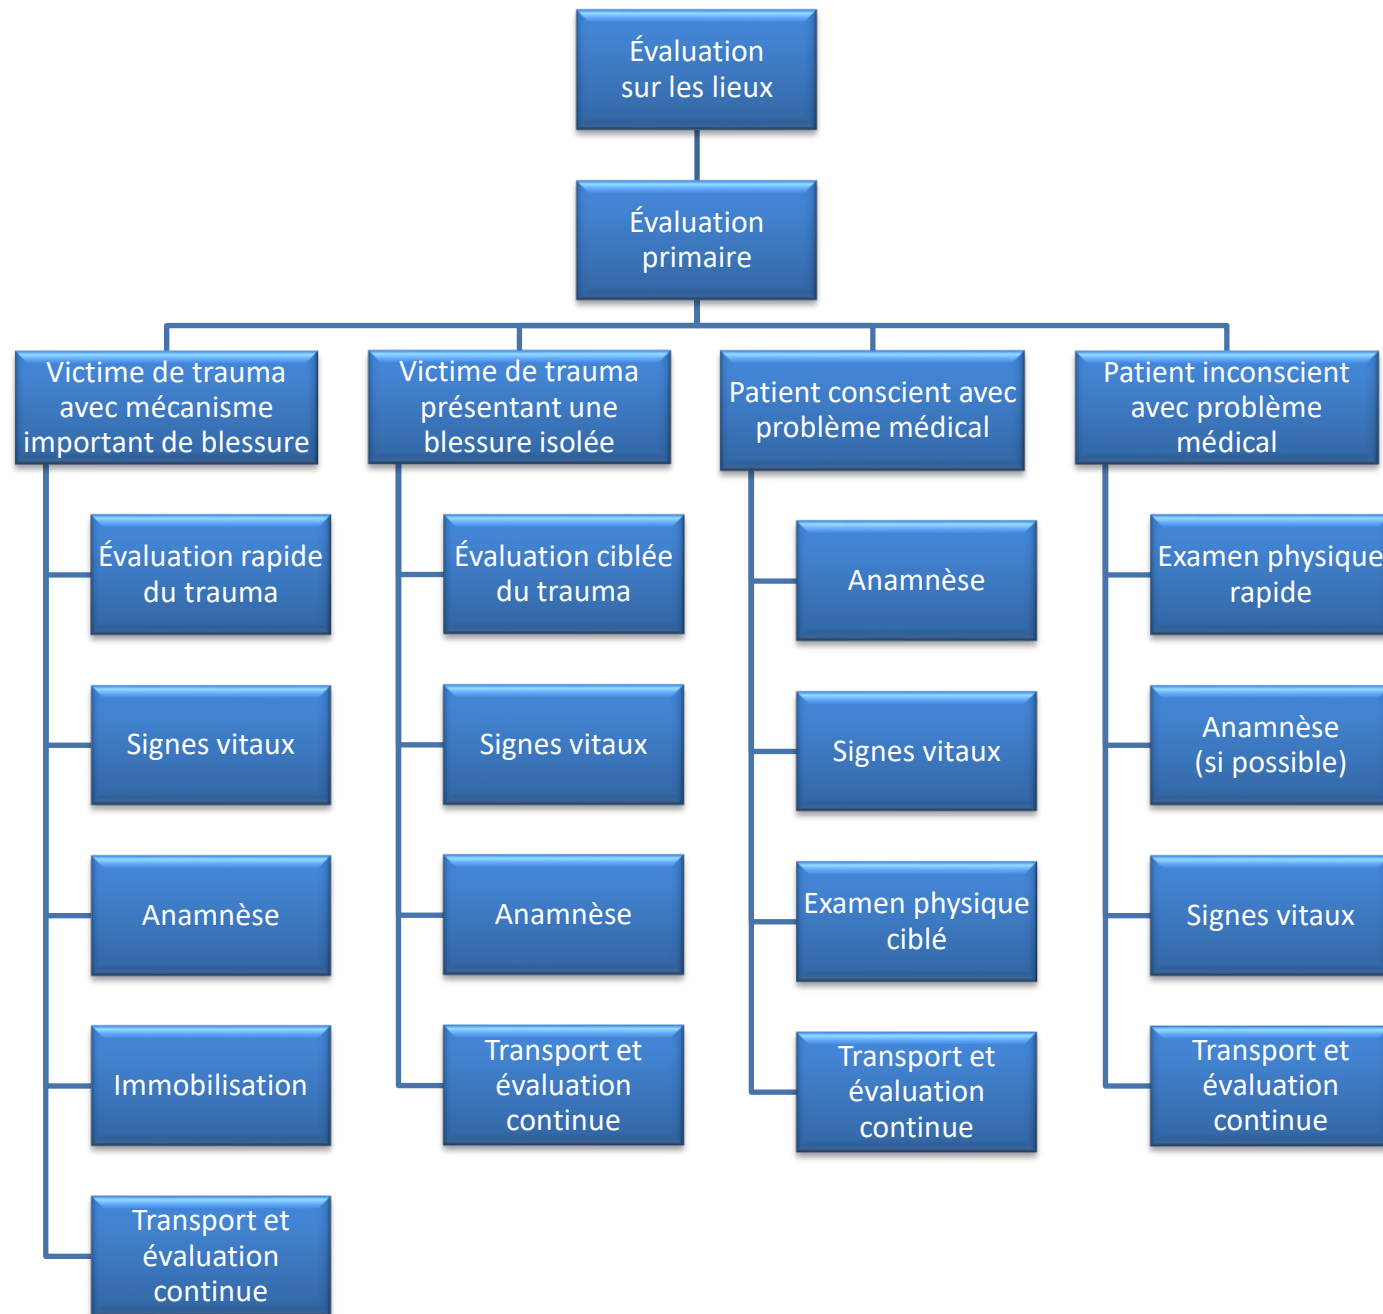 Évaluation
sur les lieux
Évaluation
primaire
Victime de trauma
avec mécanisme
important de blessure
Évaluation rapide
du trauma
Signes vitaux
Anamnèse
Immobilisation
Transport et
évaluation
continue
Victime de trauma
présentant une
blessure isolée
Évaluation ciblée
du trauma
Signes vitaux
Anamnèse
Transport et
évaluation
continue
Patient conscient avec
problème médical
Anamnèse
Signes vitaux
Examen physique
ciblé
Transport et
évaluation
continue
Patient inconscient
avec problème
médical
Examen physique
rapide
Anamnèse
(si possible)
Signes vitaux
Transport et
évaluation
continue